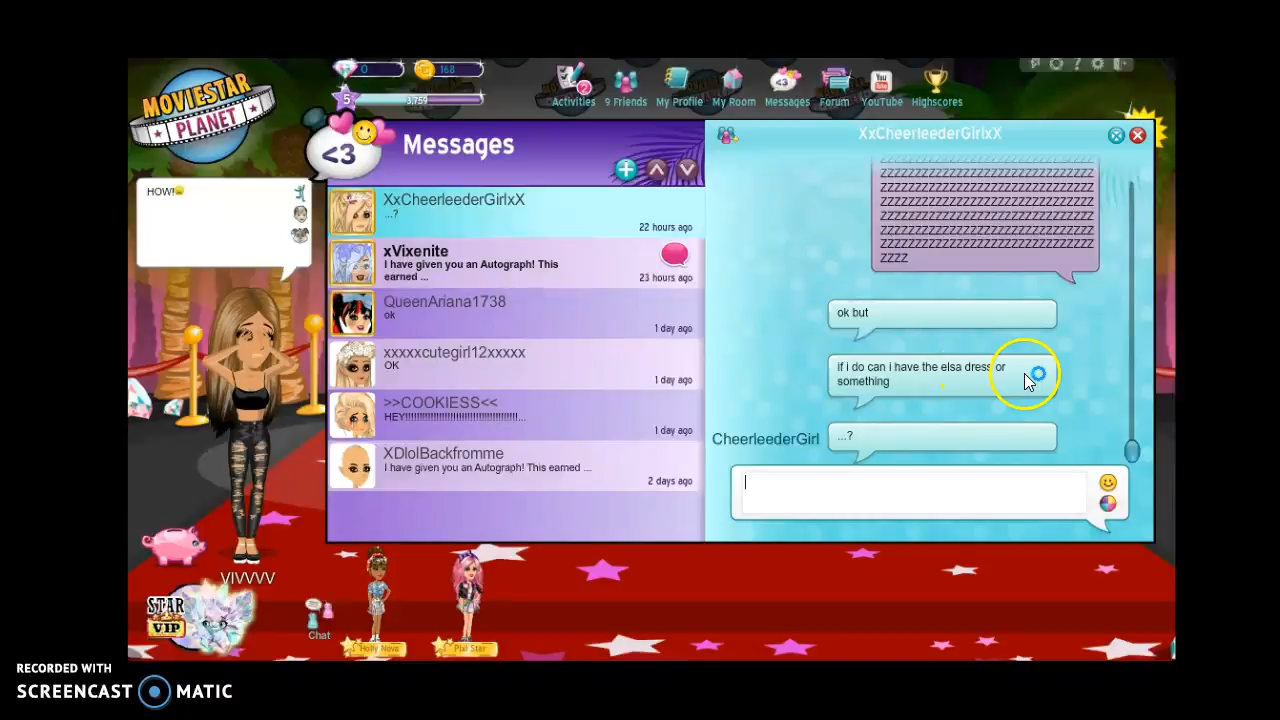 MOVIESTAR
PLANET
0
168
5
3,759
Activities
2
9 Friends
My Profile
My Room
<3
Messages
Forum
You
Tube
YouTube
Highscores
?
HOW!
<3
Messages
XxCheerleederGirlxX
...?
22 hours ago
xVixenite
I have given you an Autograph! This
earned ...
23 hours ago
QueenAriana1738
ok
1 day ago
xxxxxcutegirl12xxxxx
OK
1 day ago
>>COOKIESS<<
1 day ago
XDlolBackfromme
I have given you an Autograph! This earned ...
2 days ago
XxCheerleederGirlxX
ZZZZ
ok but
if i do can i have the elsa dress or
something
CheerleederGirl
...?
VIVVVV
STAR
VIP
Chat
Holly Nova
Pixi Star
RECORDED WITH
SCREENCAST MATIC